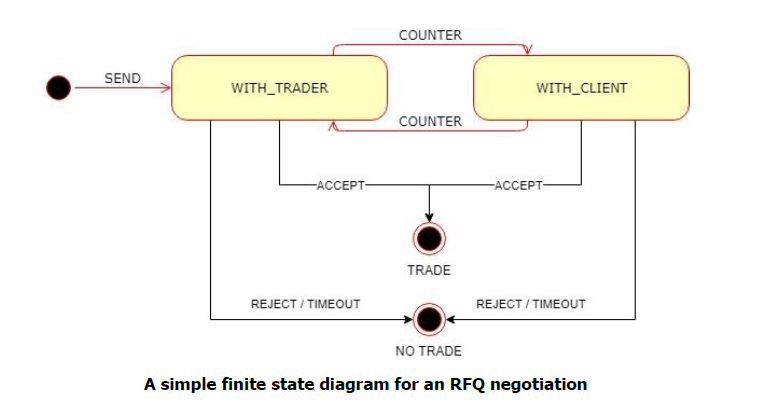 COUNTER
SEND
WITH_TRADER
WITH_CLIENT
COUNTER
ACCEPT
ACCEPT
TRADE
REJECT / TIMEOUT
REJECT / TIMEOUT
NO TRADE
A simple finite state diagram for an RFQ negotiation